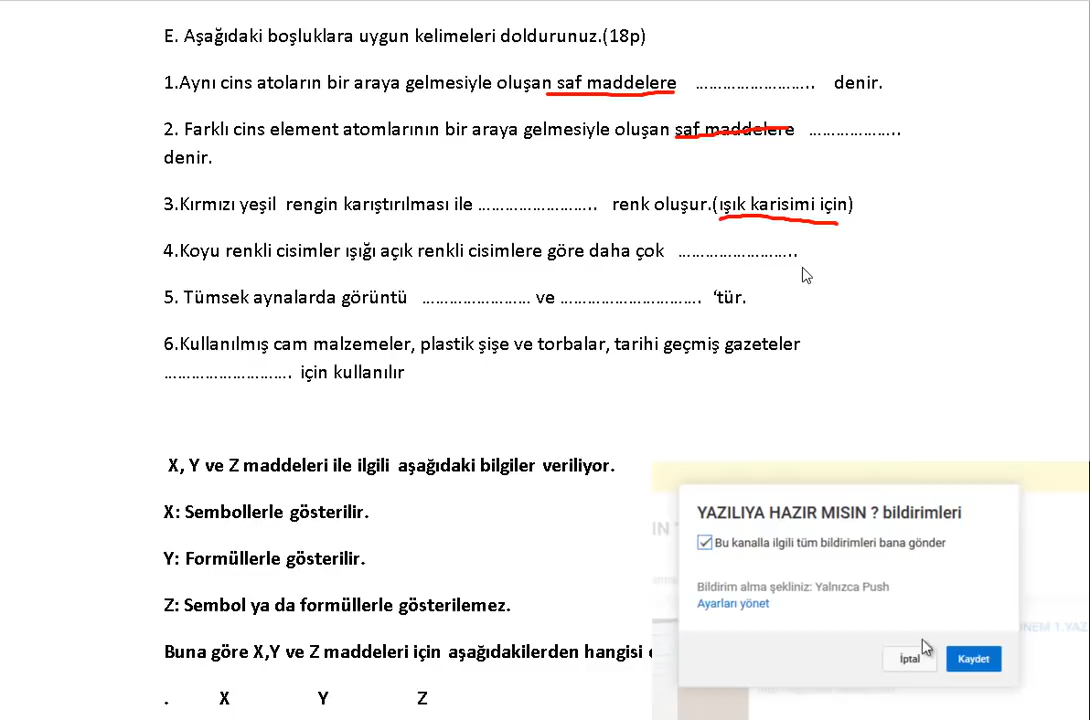 E. Aşağıdaki boşluklara uygun kelimeleri doldurunuz.(18p)
1.Aynı cins atoların bir araya gelmesiyle oluşan saf maddelere ........................... denir.
2. Farklı cins element atomlarının bir araya gelmesiyle oluşan saf maddelere ....................
denir.
3.Kırmızı yeşil rengin karıştırılması ile .......................... renk oluşur.(ışık karisimi için)
4.Koyu renkli cisimler ışığı açık renkli cisimlere göre daha çok ..........................
5. Tümsek aynalarda görüntü ........................ ve ............................... ‘tür.
6.Kullanılmış cam malzemeler, plastik şişe ve torbalar, tarihi geçmiş gazeteler
............................ için kullanılır
X, Y ve Z maddeleri ile ilgili aşağıdaki bilgiler veriliyor.
X: Sembollerle gösterilir.
Y: Formüllerle gösterilir.
Z: Sembol ya da formüllerle gösterilemez.
Buna göre X,Y ve Z maddeleri için aşağıdakilerden hangisi
. X Y Z
YAZILIYA HAZIR MISIN ? bildirimleri
Bu kanalla ilgili tüm bildirimleri bana gönder
Bildirim alma şekliniz: Yalnızca Push
Ayarları yönet
İptal Kaydet